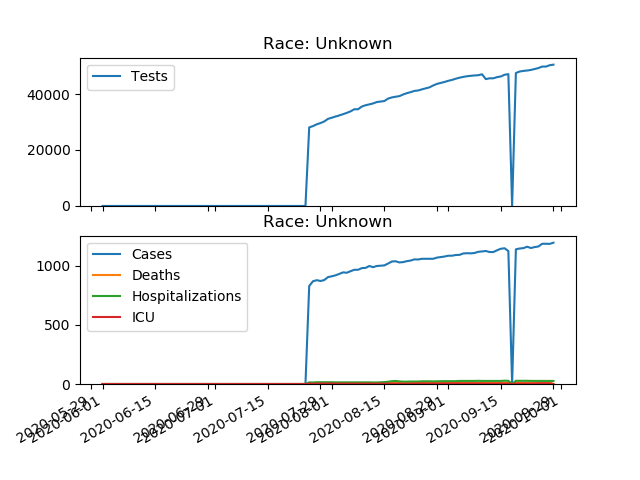 Race: Unknown
Tests
40000
20000
0
Race: Unknown
Cases
Deaths
Hospitalizations
ICU
1000
500
0
2020-05-29
2020-06-01
2020-06-15
2020-06-29
2020-07-01
2020-07-15
2020-07-29
2020-08-01
2020-08-15
2020-08-29
2020-09-01
2020-09-15
2020-09-29
2020-10-01